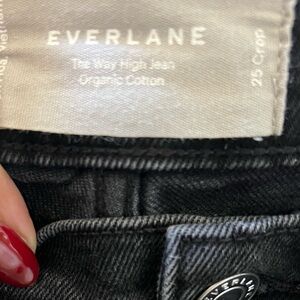 EVERLANE
The Way High Jean
Organic Cotton
25 Crop